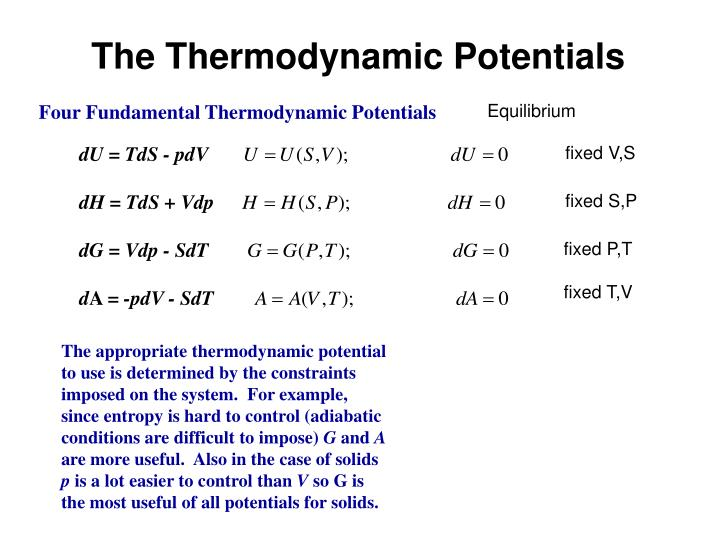 The Thermodynamic Potentials
Four Fundamental Thermodynamic Potentials Equilibrium
dU = TdS - pdV U = U(S,V); dU = 0 fixed V,S
dH = TdS + Vdp H = H(S,P); dH = 0 fixed S,P
dG = Vdp - SdT G = G(P,T); dG = 0 fixed P,T
dA = -pdV - SdT A = A(V,T); dA = 0 fixed T,V
The appropriate thermodynamic potential
to use is determined by the constraints
imposed on the system. For example,
since entropy is hard to control (adiabatic
conditions are difficult to impose) G and A
are more useful. Also in the case of solids
p is a lot easier to control than V so G is
the most useful of all potentials for solids.